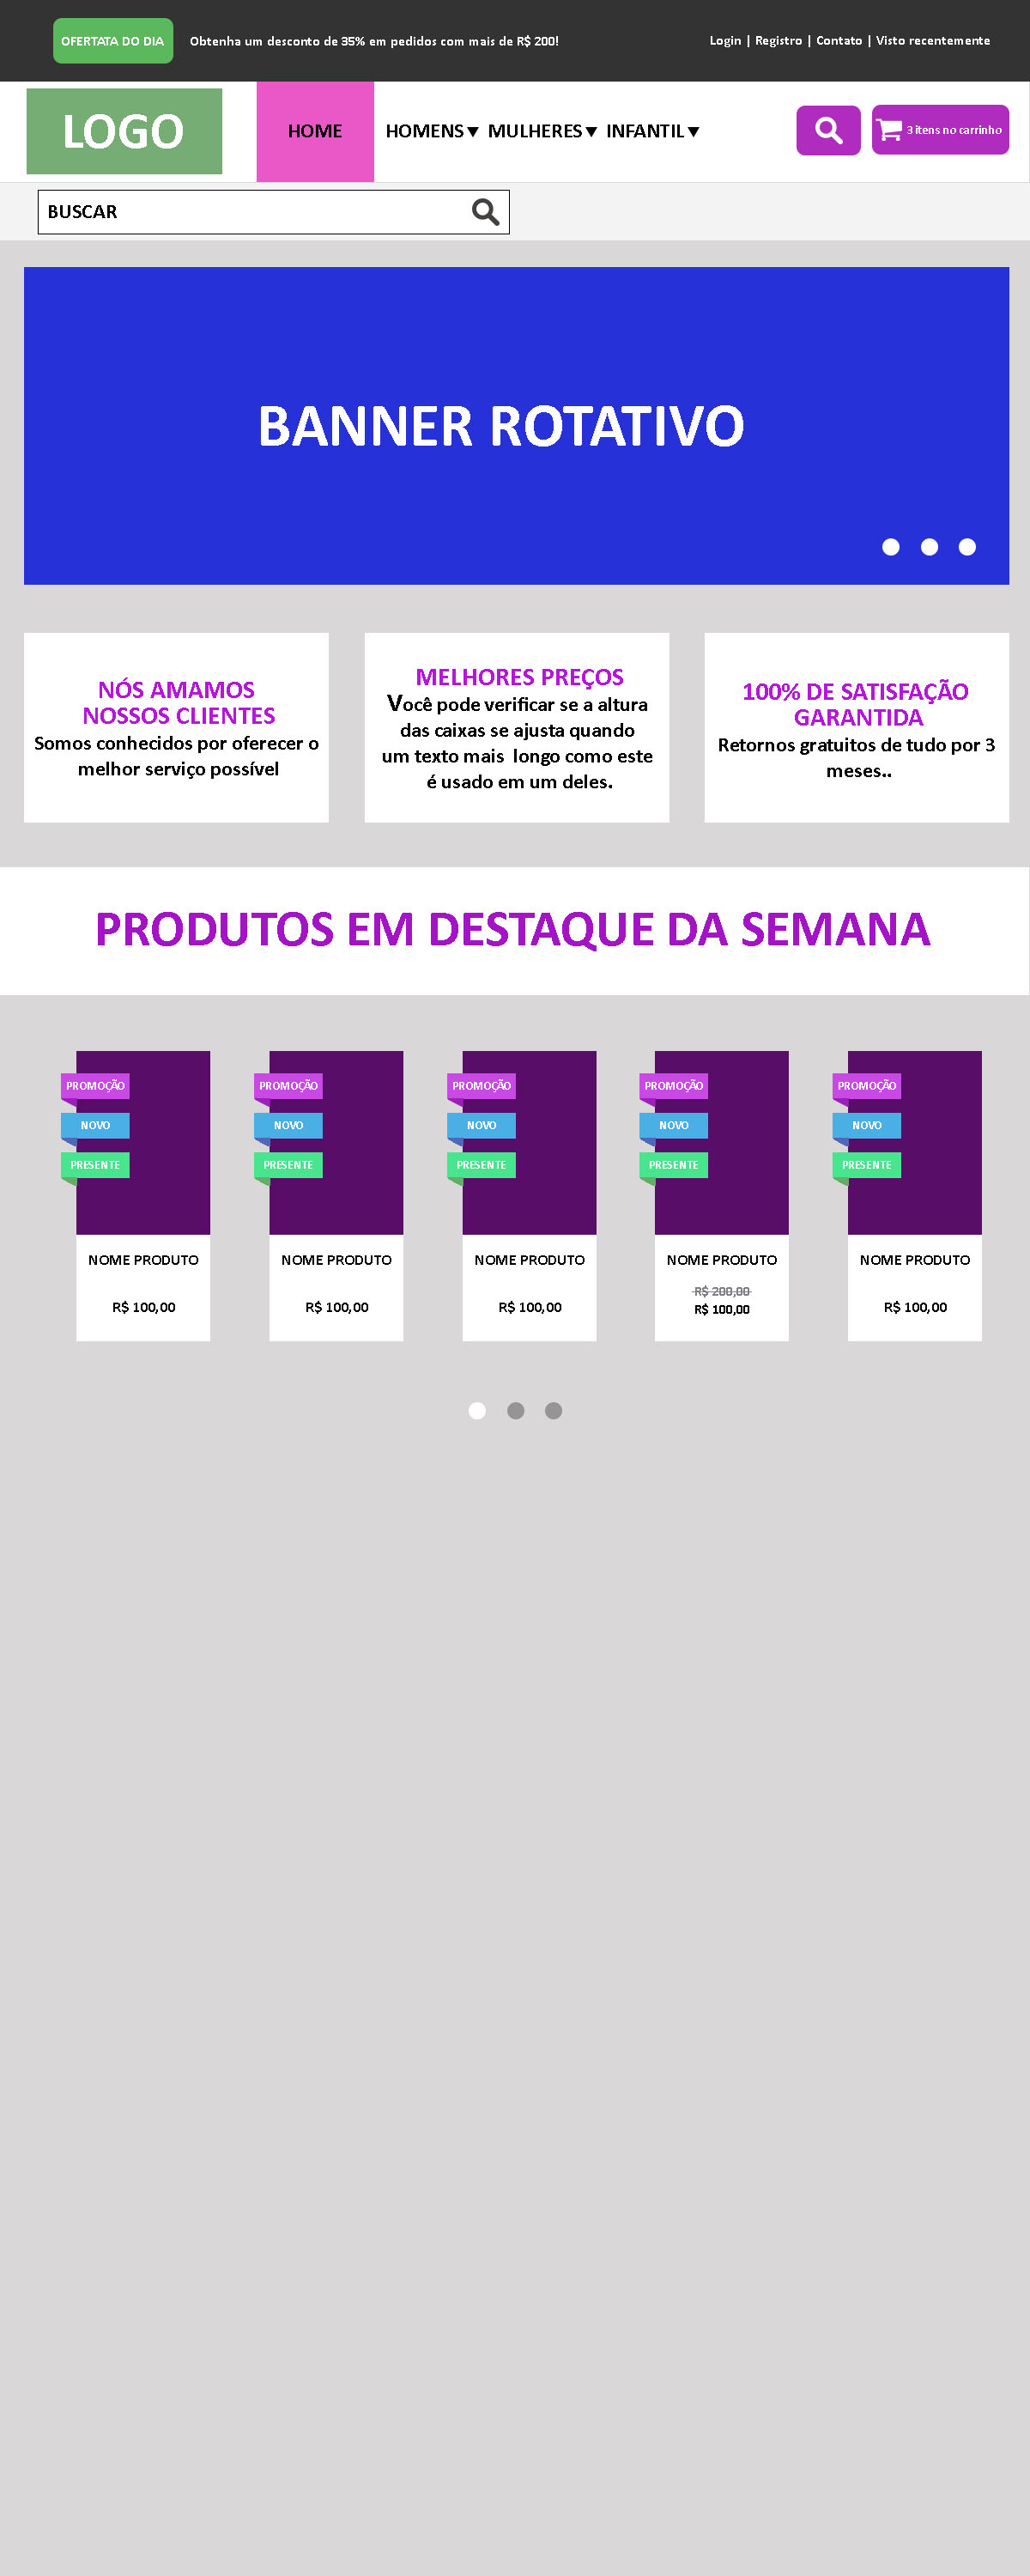 OFERTATA DO DIA
Obtenha um desconto de 35% em pedidos com mais de R$ 200!
Login | Registro | Contato | Visto recentemente
LOGO
HOME
HOMENS▼ MULHERES▼ INFANTIL▼
3 itens no carrinho
BUSCAR
BANNER ROTATIVO
NÓS AMAMOS
NOSSOS CLIENTES
Somos conhecidos por oferecer o
melhor serviço possível
MELHORES PREÇOS
Você pode verificar se a altura
das caixas se ajusta quando
um texto mais longo como este
é usado em um deles.
100% DE SATISFAÇÃO
GARANTIDA
Retornos gratuitos de tudo por 3
meses..
PRODUTOS EM DESTAQUE DA SEMANA
PROMOÇÃO
NOVO
PRESENTE
NOME PRODUTO
R$ 100,00
PROMOÇÃO
NOVO
PRESENTE
NOME PRODUTO
R$ 100,00
PROMOÇÃO
NOVO
PRESENTE
NOME PRODUTO
R$ 100,00
PROMOÇÃO
NOVO
PRESENTE
NOME PRODUTO
R$ 200,00
R$ 100,00
PROMOÇÃO
NOVO
PRESENTE
NOME PRODUTO
R$ 100,00